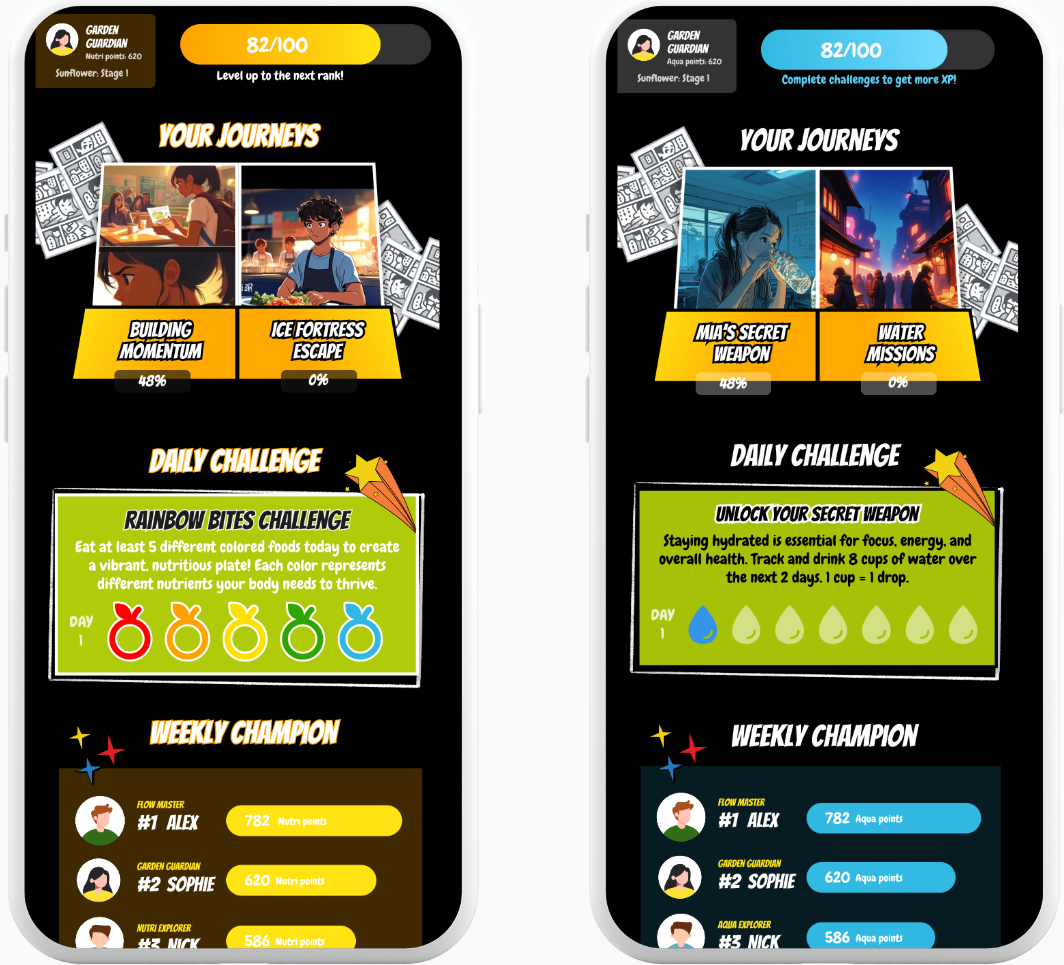 GARDEN
GUARDIAN
Nutri points: 620
Sunflower: Stage 1
82/100
Level up to the next rank!
YOUR JOURNEYS
BUILDING
MOMENTUM
48%
ICE FORTRESS
ESCAPE
0%
DAILY CHALLENGE
RAINBOW BITES CHALLENGE
Eat at least 5 different colored foods today to create
a vibrant, nutritious plate! Each color represents
different nutrients your body needs to thrive.
DAY
1
WEEKLY CHAMPION
FLOW MASTER
#1 ALEX
782 Nutri points
GARDEN GUARDIAN
#2 SOPHIE
620 Nutri points
NUTRI EXPLORER
#3 NICK
586 Nutri points
GARDEN
GUARDIAN
Aqua points: 620
Sunflower: Stage 1
82/100
Complete challenges to get more XP!
YOUR JOURNEYS
MIA'S SECRET
WEAPON
48%
WATER
MISSIONS
0%
DAILY CHALLENGE
UNLOCK YOUR SECRET WEAPON
Staying hydrated is essential for focus, energy, and
overall health. Track and drink 8 cups of water over
the next 2 days. 1 cup = 1 drop.
DAY
1
WEEKLY CHAMPION
FLOW MASTER
#1 ALEX
782 Aqua points
GARDEN GUARDIAN
#2 SOPHIE
620 Aqua points
AQUA EXPLORER
#3 NICK
586 Aqua points